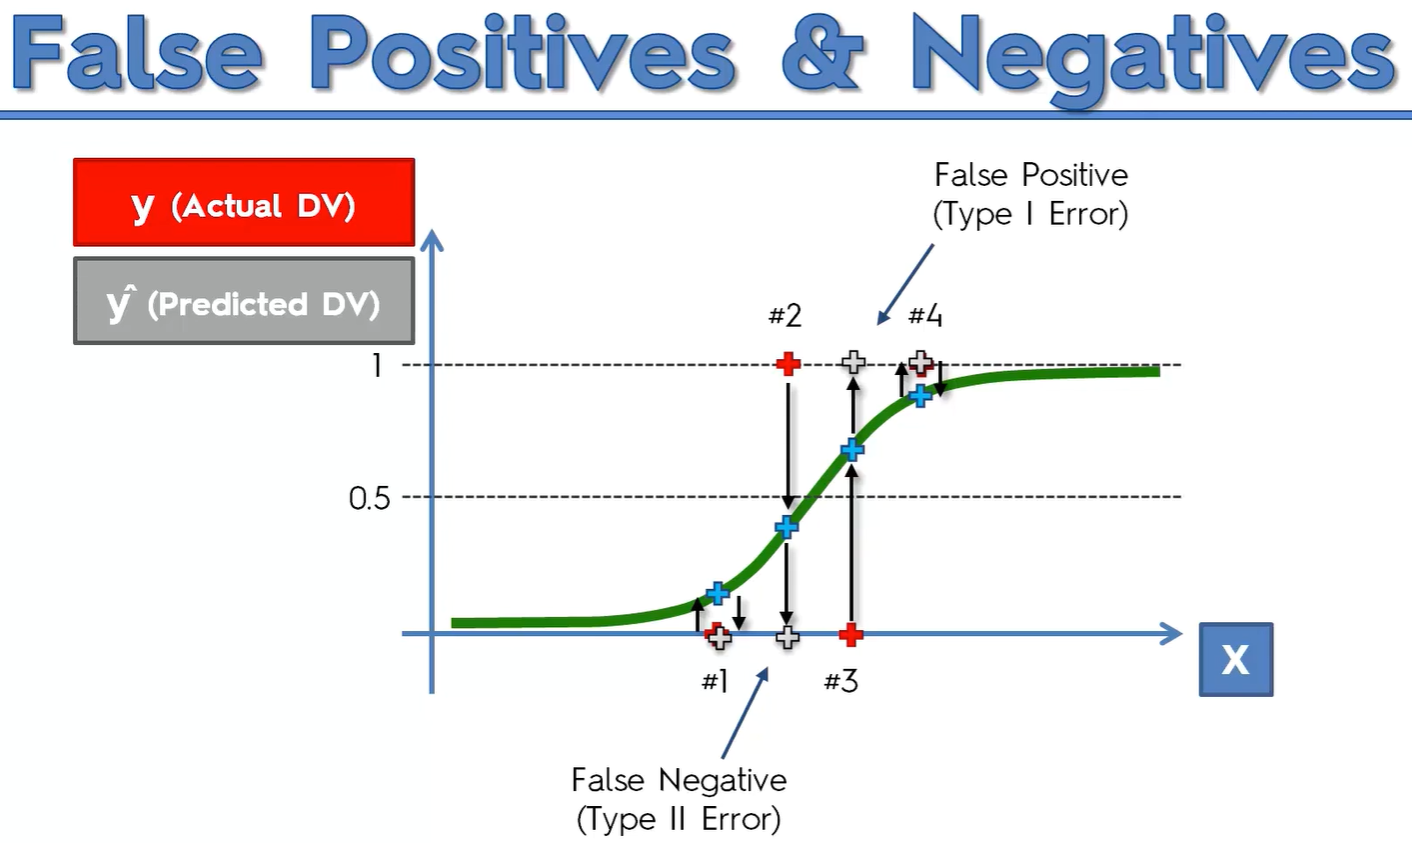 False Positives & Negatives
y (Actual DV)
ŷ (Predicted DV)
False Positive
(Type I Error)
#2
#4
1
0.5
#1
#3
X
False Negative
(Type II Error)